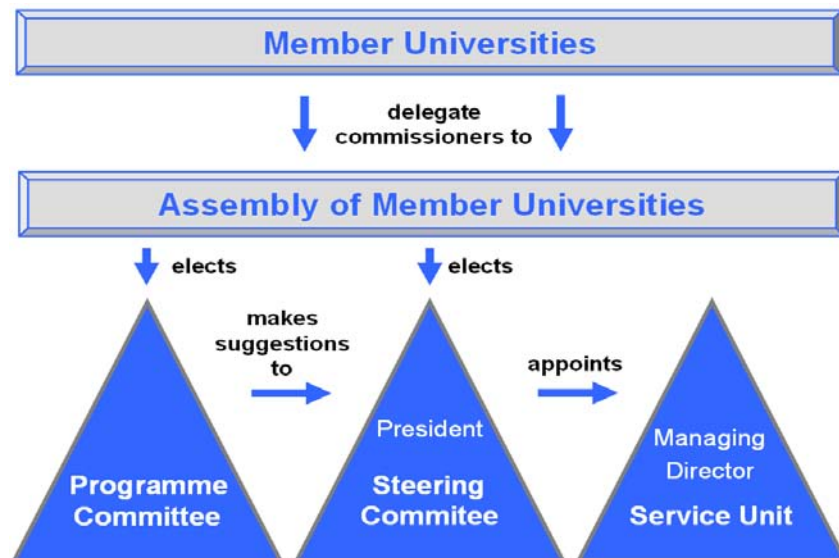 Member Universities
delegate
commissioners to
Assembly of Member Universities
elects
elects
makes
suggestions
to
appoints
President
Managing
Director
Programme
Committee
Steering
Commitee
Service Unit